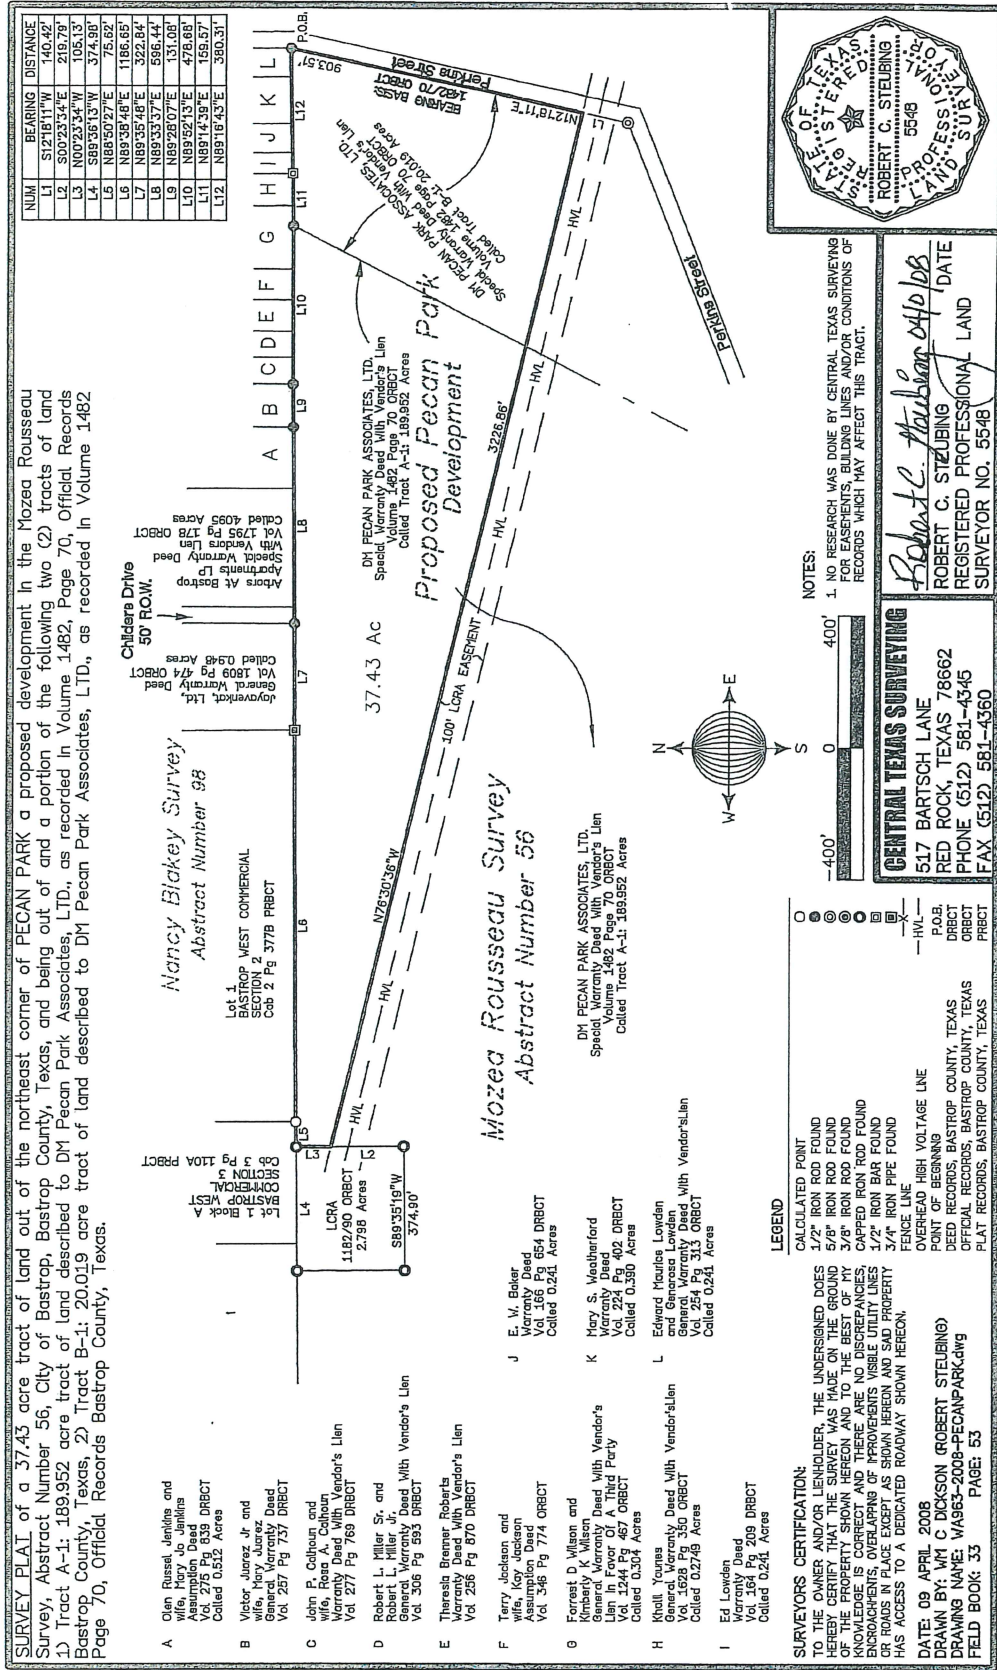 SURVEY PLAT of a 37.43 acre tract of land out of the northeast corner of PECAN PARK a proposed development in the Mozea Rousseau
Survey, Abstract Number 56, City of Bastrop, Bastrop County, Texas, and being out of and a portion of the following two (2) tracts of land
1) Tract A-1: 189.952 acre tract of land described to DM Pecan Park Associates, LTD., as recorded in Volume 1482, Page 70, Official Records
Bastrop County, Texas, 2) Tract B-1: 20.019 acre tract of land described to DM Pecan Park Associates, LTD., as recorded in Volume 1482
Page 70, Official Records Bastrop County, Texas.
NUM BEARING DISTANCE
L1 S12°18'11"W 140.42'
L2 S00°23'34"E 219.79'
L3 N00°23'34"W 105.13'
L4 S89°36'13"W 374.98'
L5 N88°50'27"E 75.62'
L6 N89°38'48"E 1186.65'
L7 N89°35'48"E 322.84'
L8 N89°33'37"E 596.44'
L9 N89°28'07"E 131.08'
L10 N89°52'13"E 478.68'
L11 N89°14'39"E 159.57'
L12 N89°16'43"E 380.31'
A Olen Russel Jenkins and
wife, Mary Jo Jenkins
Assumption Deed
Vol 275 Pg 839 DRBCT
Called 0.512 Acres
B Victor Juarez Jr and
wife, Mary Juarez
General Warranty Deed
Vol 257 Pg 737 DRBCT
C John P. Calhoun and
wife, Rosa A. Calhoun
Warranty Deed With Vendor's Lien
Vol 277 Pg 769 DRBCT
D Robert L. Miller Sr. and
Robert L. Miller Jr.
General Warranty Deed With Vendor's Lien
Vol 306 Pg 593 DRBCT
E Theresia Brenner Roberts
Warranty Deed With Vendor's Lien
Vol 256 Pg 870 DRBCT
F Terry Jackson and
wife, Kay Jackson
Assumption Deed
Vol 346 Pg 774 ORBCT
G Forrest D Wilson and
Kimberly K Wilson
General Warranty Deed With Vendor's
Lien In Favor Of A Third Party
Vol 1244 Pg 467 ORBCT
Called 0.304 Acres
H Khalil Younes
General Warranty Deed With Vendor'sLien
Vol 1628 Pg 350 ORBCT
Called 0.2749 Acres
I Ed Lowden
Warranty Deed
Vol 164 Pg 209 DRBCT
Called 0.241 Acres
J E. W. Baker
Warranty Deed
Vol 166 Pg 654 DRBCT
Called 0.241 Acres
K Mary S. Weatherford
Warranty Deed
Vol 224 Pg 402 DRBCT
Called 0.390 Acres
L Edward Maurice Lowden
and Generosa Lowden
General Warranty Deed With Vendor'sLien
Vol 254 Pg 313 DRBCT
Called 0.241 Acres
Nancy Blakey Survey
Abstract Number 98
Lot 1
BASTROP WEST COMMERCIAL
SECTION 2
Cab 2 Pg 377B PRBCT
Lot 1 Block A
BASTROP WEST
COMMERCIAL
SECTION 3
Cab 3 Pg 110A PRBCT
Jayavenkat, Ltd.,
General Warranty Deed
Vol 1809 Pg 474 ORBCT
Called 0.948 Acres
Childers Drive
50' R.O.W.
Arbors At Bastrop
Apartments LP
Special Warranty Deed
With Vendors Lien
Vol 1795 Pg 178 ORBCT
Called 4.095 Acres
A B C D E F G H I J K L
P.O.B.
L4 L5 L6 L7 L8 L9 L10 L11 L12
L3
L2
LCRA
1182/90 ORBCT
2.798 Acres
S89°35'19"W
374.90'
903.51'
BEARING BASIS:
1482/70 ORBCT
N12°18'11"E
Perkins Street
L1
DM PECAN PARK ASSOCIATES, LTD.
Special Warranty Deed With Vendor's Lien
Volume 1482 Page 70 ORBCT
Called Tract B-1: 20.019 Acres
DM PECAN PARK ASSOCIATES, LTD.
Special Warranty Deed With Vendor's Lien
Volume 1482 Page 70 ORBCT
Called Tract A-1: 189.952 Acres
37.43 Ac
Proposed Pecan Park
Development
3226.86'
N76°30'36"W
100' LCRA EASEMENT
HVL HVL HVL HVL HVL HVL HVL
Perkins Street
Mozea Rousseau Survey
Abstract Number 56
DM PECAN PARK ASSOCIATES, LTD.
Special Warranty Deed With Vendor's Lien
Volume 1482 Page 70 ORBCT
Called Tract A-1: 189.952 Acres
N
W E
S
-400' 0 400'
NOTES:
1. NO RESEARCH WAS DONE BY CENTRAL TEXAS SURVEYING
FOR EASEMENTS, BUILDING LINES AND/OR CONDITIONS OF
RECORDS WHICH MAY AFFECT THIS TRACT.
SURVEYORS CERTIFICATION:
TO THE OWNER AND/OR LIENHOLDER, THE UNDERSIGNED DOES
HEREBY CERTIFY THAT THE SURVEY WAS MADE ON THE GROUND
OF THE PROPERTY SHOWN HEREON AND TO THE BEST OF MY
KNOWLEDGE IS CORRECT AND THERE ARE NO DISCREPANCIES,
ENCROACHMENTS, OVERLAPPING OF IMPROVEMENTS VISIBLE UTILITY LINES
OR ROADS IN PLACE EXCEPT AS SHOWN HEREON AND SAID PROPERTY
HAS ACCESS TO A DEDICATED ROADWAY SHOWN HEREON.
DATE: 09 APRIL 2008
DRAWN BY: WM C DICKSON (ROBERT STEUBING)
DRAWING NAME: WA963-2008-PECANPARK.dwg
FIELD BOOK: 33 PAGE: 53
LEGEND
CALCULATED POINT
1/2" IRON ROD FOUND
5/8" IRON ROD FOUND
3/8" IRON ROD FOUND
CAPPED IRON ROD FOUND
1/2" IRON BAR FOUND
3/4" IRON PIPE FOUND
FENCE LINE X
OVERHEAD HIGH VOLTAGE LINE HVL
POINT OF BEGINNING P.O.B.
DEED RECORDS, BASTROP COUNTY, TEXAS DRBCT
OFFICIAL RECORDS, BASTROP COUNTY, TEXAS ORBCT
PLAT RECORDS, BASTROP COUNTY, TEXAS PRBCT
CENTRAL TEXAS SURVEYING
517 BARTSCH LANE
RED ROCK, TEXAS 78662
PHONE (512) 581-4345
FAX (512) 581-4360
Robert C. Steubing 04/10/08
ROBERT C. STEUBING DATE
REGISTERED PROFESSIONAL LAND
SURVEYOR NO. 5548
STATE OF TEXAS
REGISTERED
ROBERT C. STEUBING
5548
PROFESSIONAL
LAND SURVEYOR